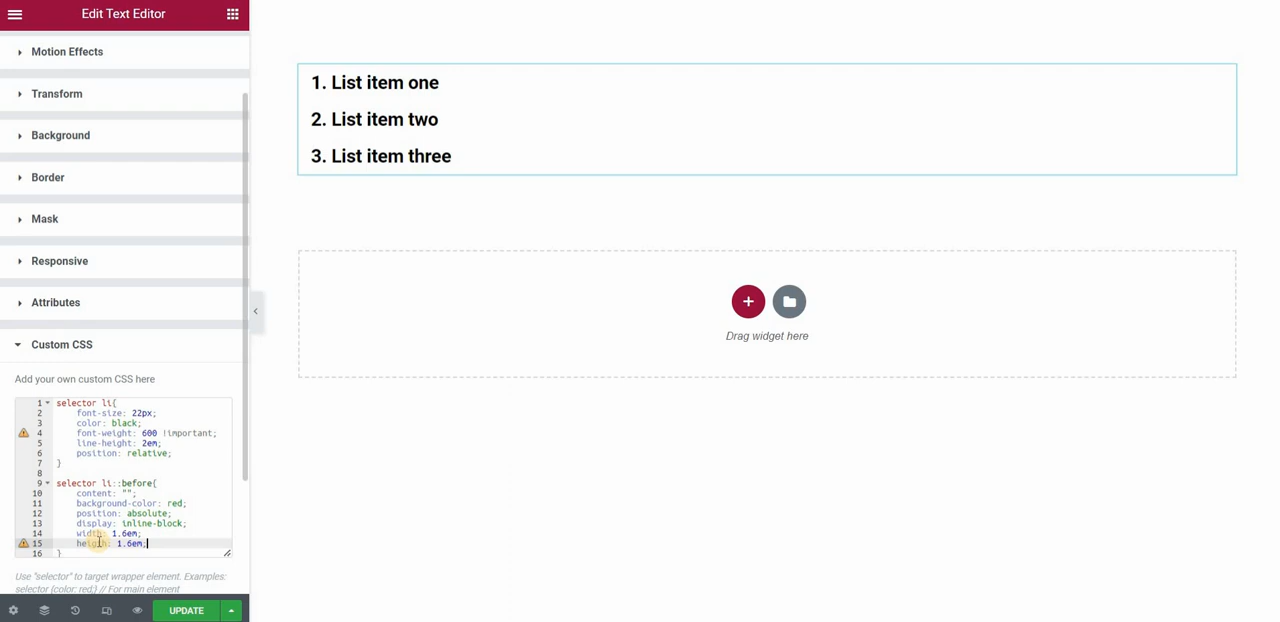 Edit Text Editor
Motion Effects
Transform
Background
Border
Mask
Responsive
Attributes
Custom CSS
Add your own custom CSS here
1 selector li{
2 font-size: 22px;
3 color: black;
4 font-weight: 600 !important;
5 line-height: 2em;
6 position: relative;
7 }
8
9 selector li::before{
10 content: "";
11 background-color: red;
12 position: absolute;
13 display: inline-block;
14 width: 1.6em;
15 height: 1.6em;
16 }
Use "selector" to target wrapper element. Examples:
selector {color: red;} // For main element
UPDATE
1. List item one
2. List item two
3. List item three
Drag widget here